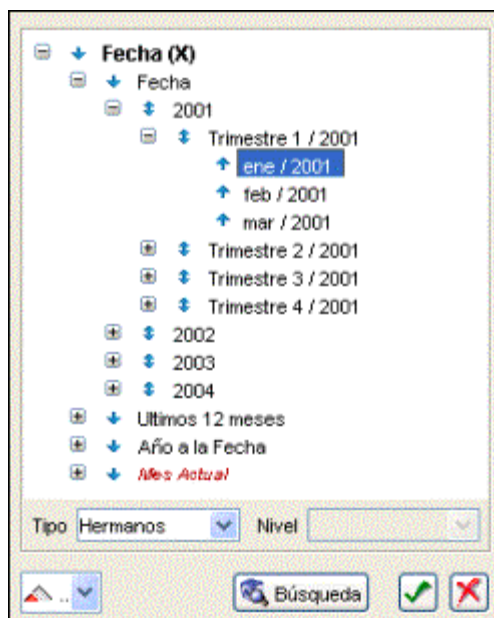 Fecha (X)
Fecha
2001
Trimestre 1 / 2001
ene / 2001
feb / 2001
mar / 2001
Trimestre 2 / 2001
Trimestre 3 / 2001
Trimestre 4 / 2001
2002
2003
2004
Ultimos 12 meses
Año a la Fecha
Mes Actual
Tipo Hermanos Nivel
.. Búsqueda